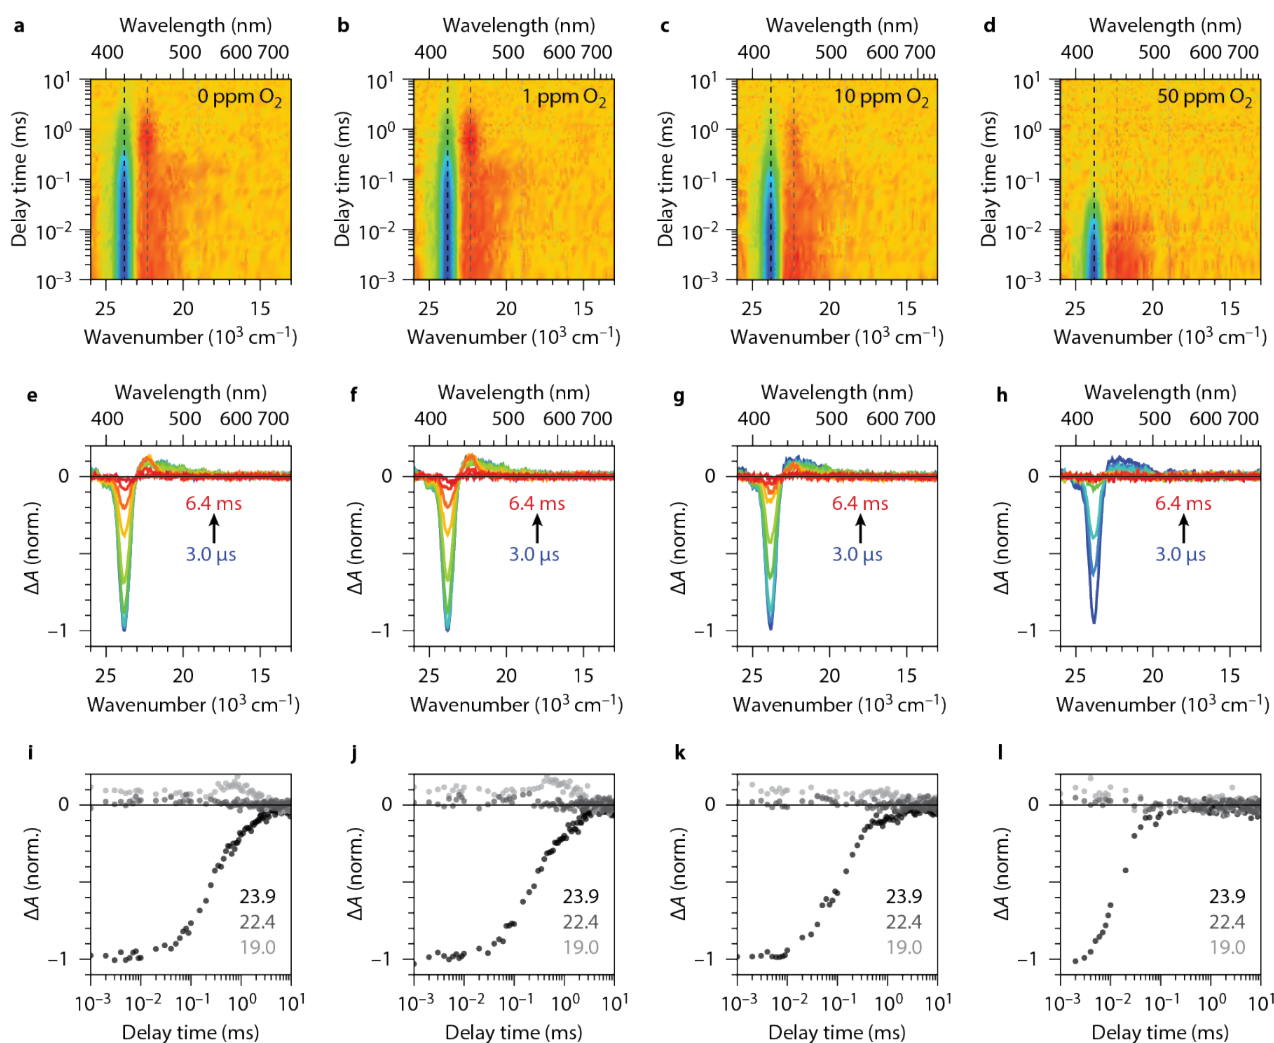 a Wavelength (nm) b Wavelength (nm) c Wavelength (nm) d Wavelength (nm)
400 500 600 700 400 500 600 700 400 500 600 700 400 500 600 700
0 ppm O₂ 1 ppm O₂ 10 ppm O₂ 50 ppm O₂
Delay time (ms) Delay time (ms) Delay time (ms) Delay time (ms)
10¹ 10¹ 10¹ 10¹
10⁰ 10⁰ 10⁰ 10⁰
10⁻¹ 10⁻¹ 10⁻¹ 10⁻¹
10⁻² 10⁻² 10⁻² 10⁻²
10⁻³ 10⁻³ 10⁻³ 10⁻³
25 20 15 25 20 15 25 20 15 25 20 15
Wavenumber (10³ cm⁻¹) Wavenumber (10³ cm⁻¹) Wavenumber (10³ cm⁻¹) Wavenumber (10³ cm⁻¹)
e Wavelength (nm) f Wavelength (nm) g Wavelength (nm) h Wavelength (nm)
400 500 600 700 400 500 600 700 400 500 600 700 400 500 600 700
0 0 0 0
6.4 ms 6.4 ms 6.4 ms 6.4 ms
3.0 µs 3.0 µs 3.0 µs 3.0 µs
ΔA (norm.) ΔA (norm.) ΔA (norm.) ΔA (norm.)
−1 −1 −1 −1
25 20 15 25 20 15 25 20 15 25 20 15
Wavenumber (10³ cm⁻¹) Wavenumber (10³ cm⁻¹) Wavenumber (10³ cm⁻¹) Wavenumber (10³ cm⁻¹)
i j k l
0 0 0 0
ΔA (norm.) ΔA (norm.) ΔA (norm.) ΔA (norm.)
23.9 23.9 23.9 23.9
22.4 22.4 22.4 22.4
19.0 19.0 19.0 19.0
−1 −1 −1 −1
10⁻³ 10⁻² 10⁻¹ 10⁰ 10¹ 10⁻³ 10⁻² 10⁻¹ 10⁰ 10¹ 10⁻³ 10⁻² 10⁻¹ 10⁰ 10¹ 10⁻³ 10⁻² 10⁻¹ 10⁰ 10¹
Delay time (ms) Delay time (ms) Delay time (ms) Delay time (ms)